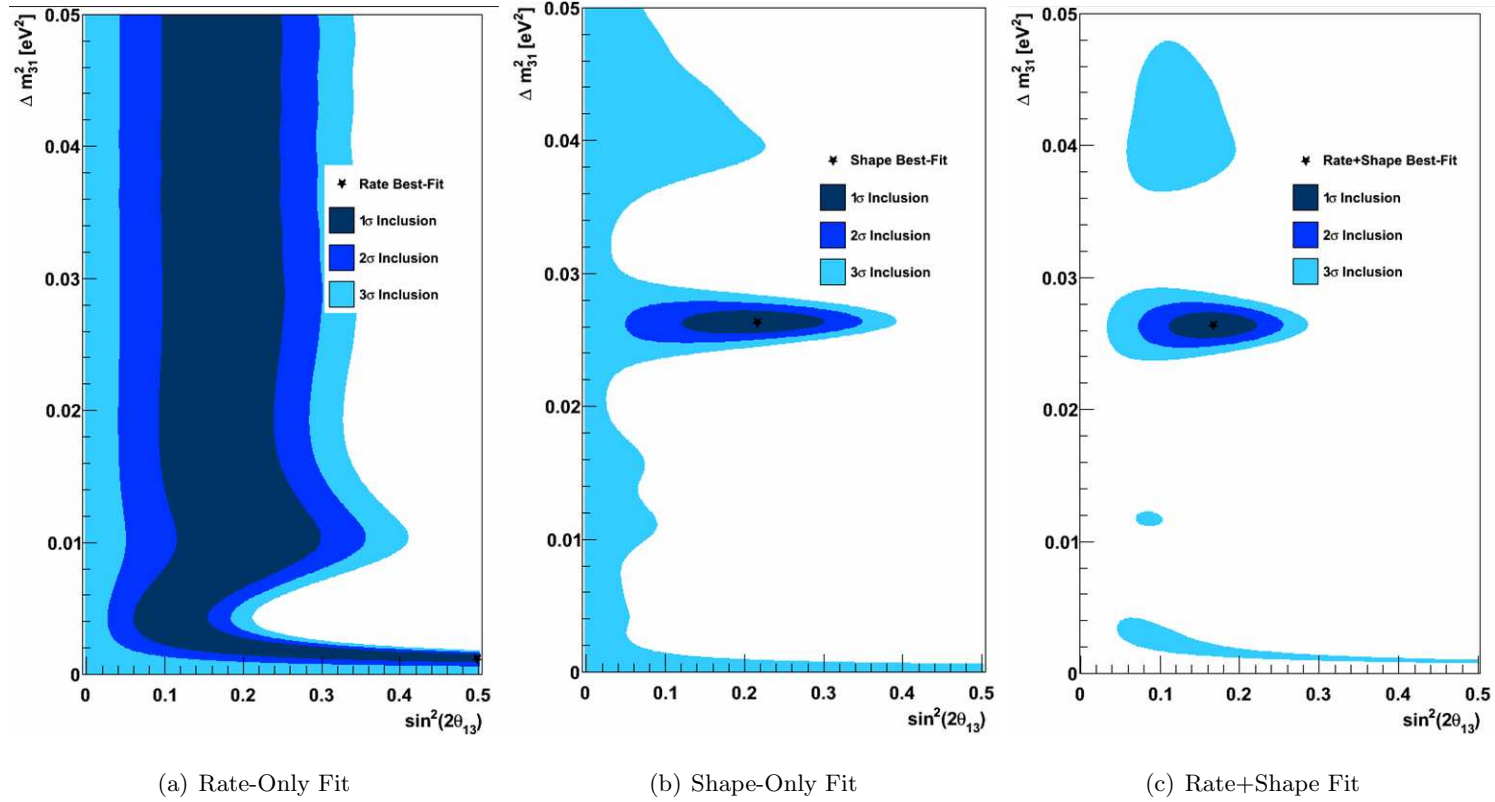 Δ m²₃₁ [eV²]
0.05
0.04
0.03
0.02
0.01
0
0 0.1 0.2 0.3 0.4 0.5
sin²(2θ₁₃)
Rate Best-Fit
1σ Inclusion
2σ Inclusion
3σ Inclusion
(a) Rate-Only Fit
Δ m²₃₁ [eV²]
0.05
0.04
0.03
0.02
0.01
0
0 0.1 0.2 0.3 0.4 0.5
sin²(2θ₁₃)
Shape Best-Fit
1σ Inclusion
2σ Inclusion
3σ Inclusion
(b) Shape-Only Fit
Δ m²₃₁ [eV²]
0.05
0.04
0.03
0.02
0.01
0
0 0.1 0.2 0.3 0.4 0.5
sin²(2θ₁₃)
Rate+Shape Best-Fit
1σ Inclusion
2σ Inclusion
3σ Inclusion
(c) Rate+Shape Fit